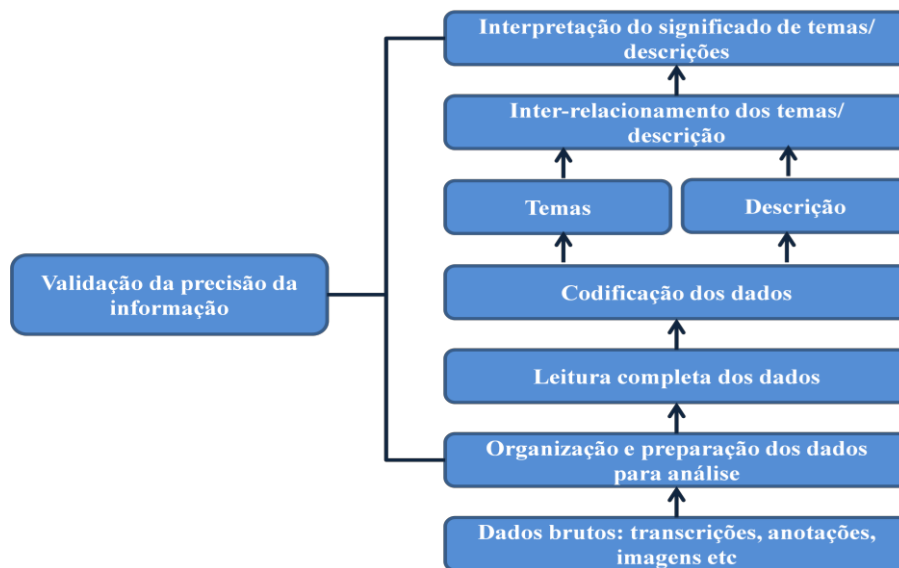 Interpretação do significado de temas/
descrições
Inter-relacionamento dos temas/
descrição
Temas
Descrição
Validação da precisão da
informação
Codificação dos dados
Leitura completa dos dados
Organização e preparação dos dados
para análise
Dados brutos: transcrições, anotações,
imagens etc